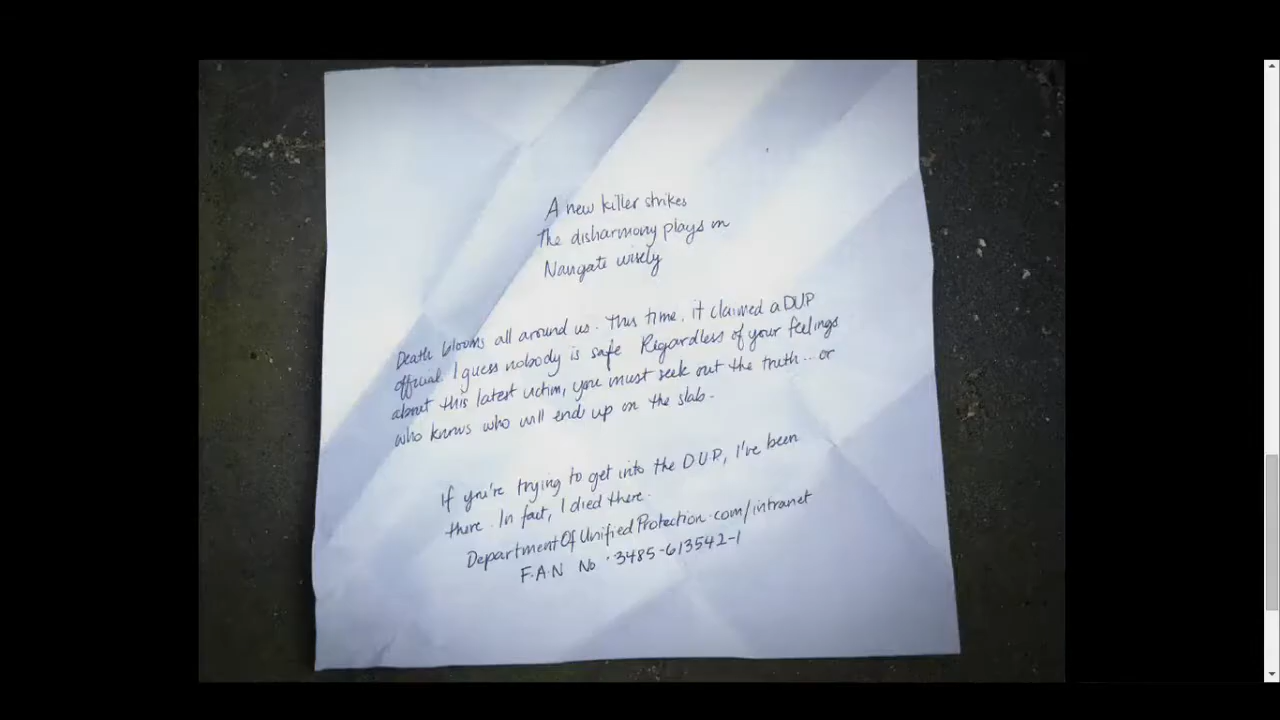 A new killer strikes
The disharmony plays on
Navigate wisely
Death blooms all around us. This time, it claimed a DUP
official. I guess nobody is safe Regardless of your feelings
about this latest victim, you must seek out the truth...or
who knows who will end up on the slab.
If you're trying to get into the D.U.P, I've been
there. In fact, I died there.
DepartmentOfUnifiedProtection.com/intranet
F.A.N No. 3485-613542-1